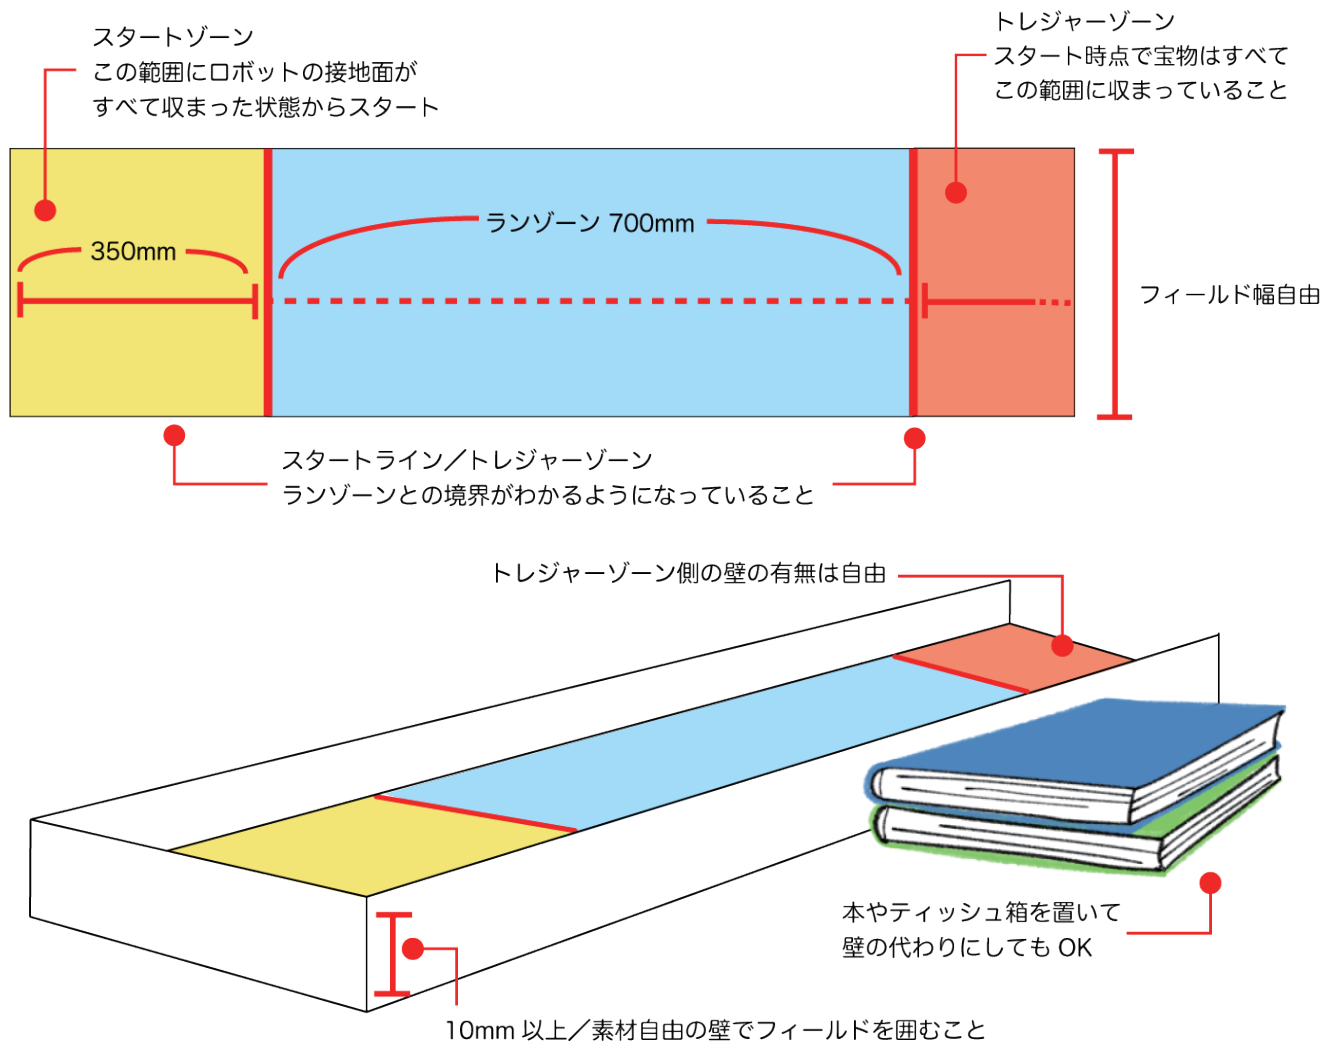 スタートゾーン
この範囲にロボットの接地面が
すべて収まった状態からスタート
トレジャーゾーン
スタート時点で宝物はすべて
この範囲に収まっていること
350mm
ランゾーン 700mm
フィールド幅自由
スタートライン／トレジャーゾーン
ランゾーンとの境界がわかるようになっていること
トレジャーゾーン側の壁の有無は自由
本やティッシュ箱を置いて
壁の代わりにしても OK
10mm 以上／素材自由の壁でフィールドを囲むこと